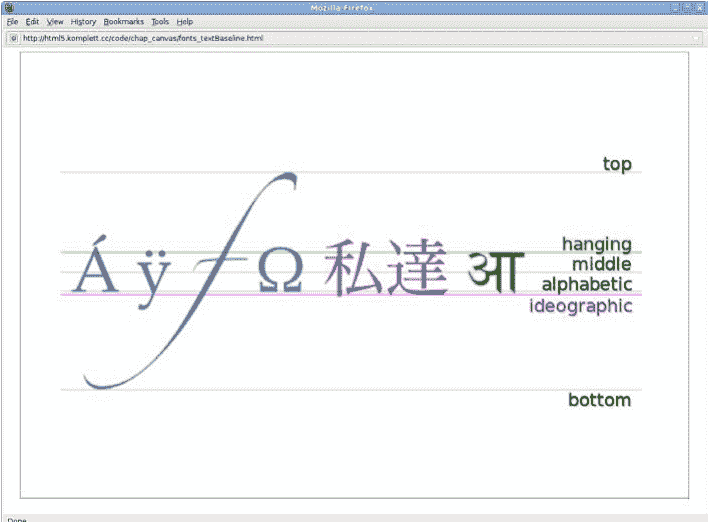 Mozilla Firefox
File Edit View History Bookmarks Tools Help
http://html5.komplett.cc/code/chap_canvas/fonts_textBaseline.html
top
Á ÿ f Ω 私達 आ
hanging
middle
alphabetic
ideographic
bottom
Done